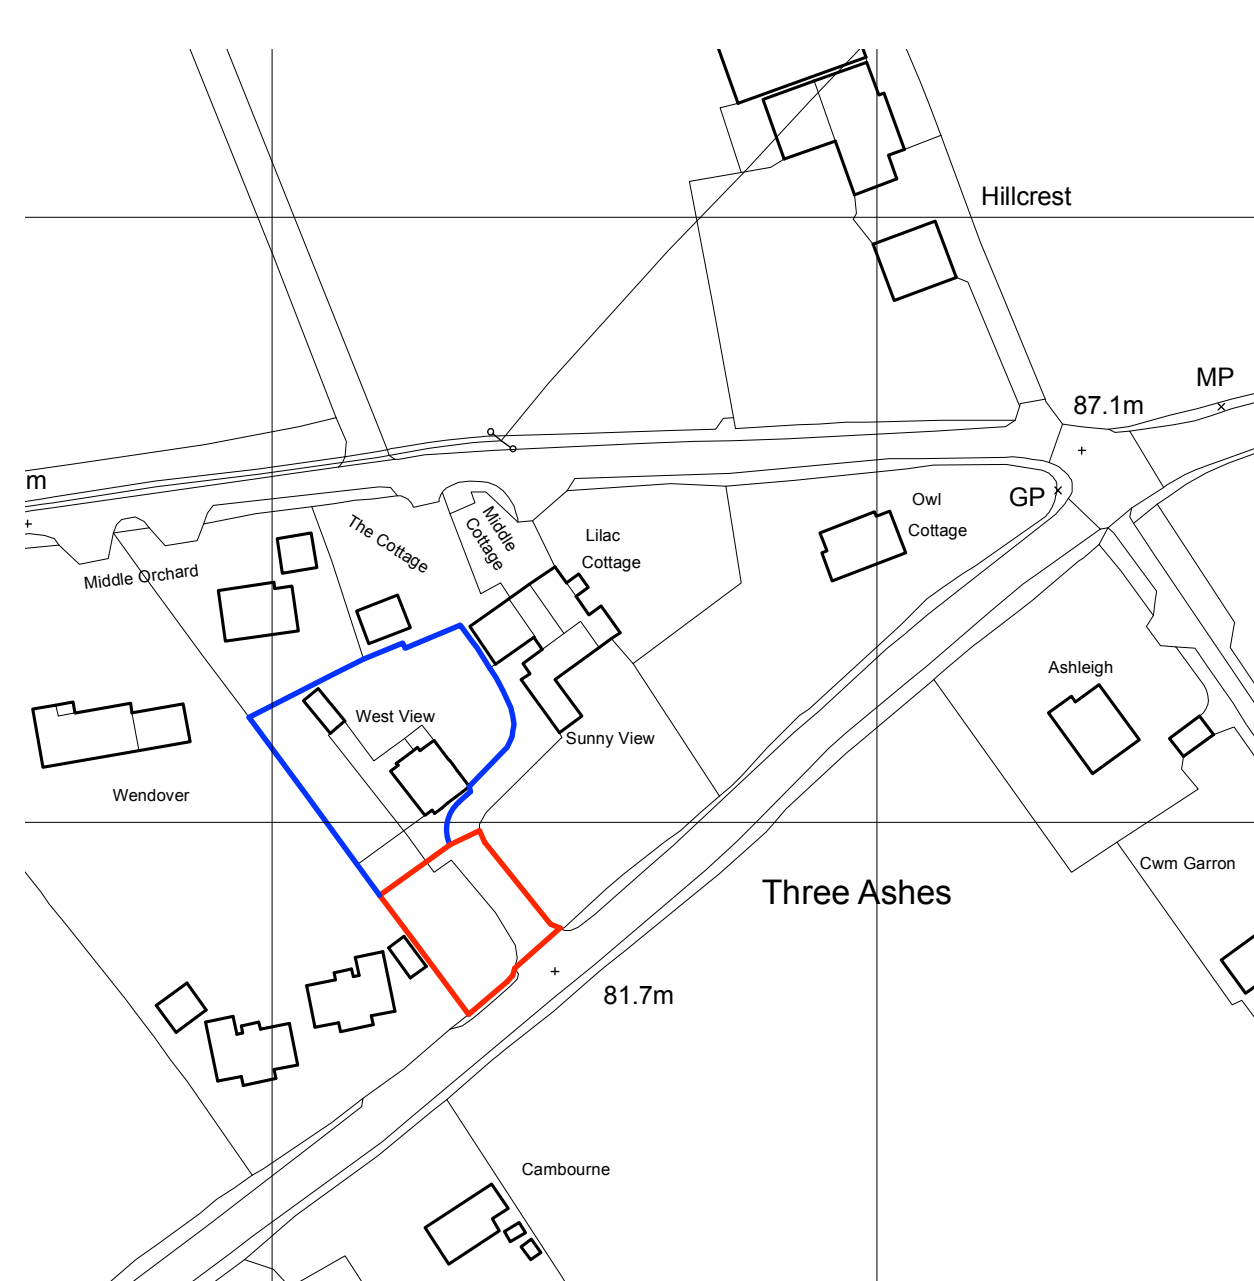 Hillcrest
MP
87.1m
m
GP
Owl
Cottage
Middle
Cottage
The Cottage
Lilac
Cottage
Middle Orchard
Ashleigh
West View
Sunny View
Wendover
Cwm Garron
Three Ashes
81.7m
Cambourne